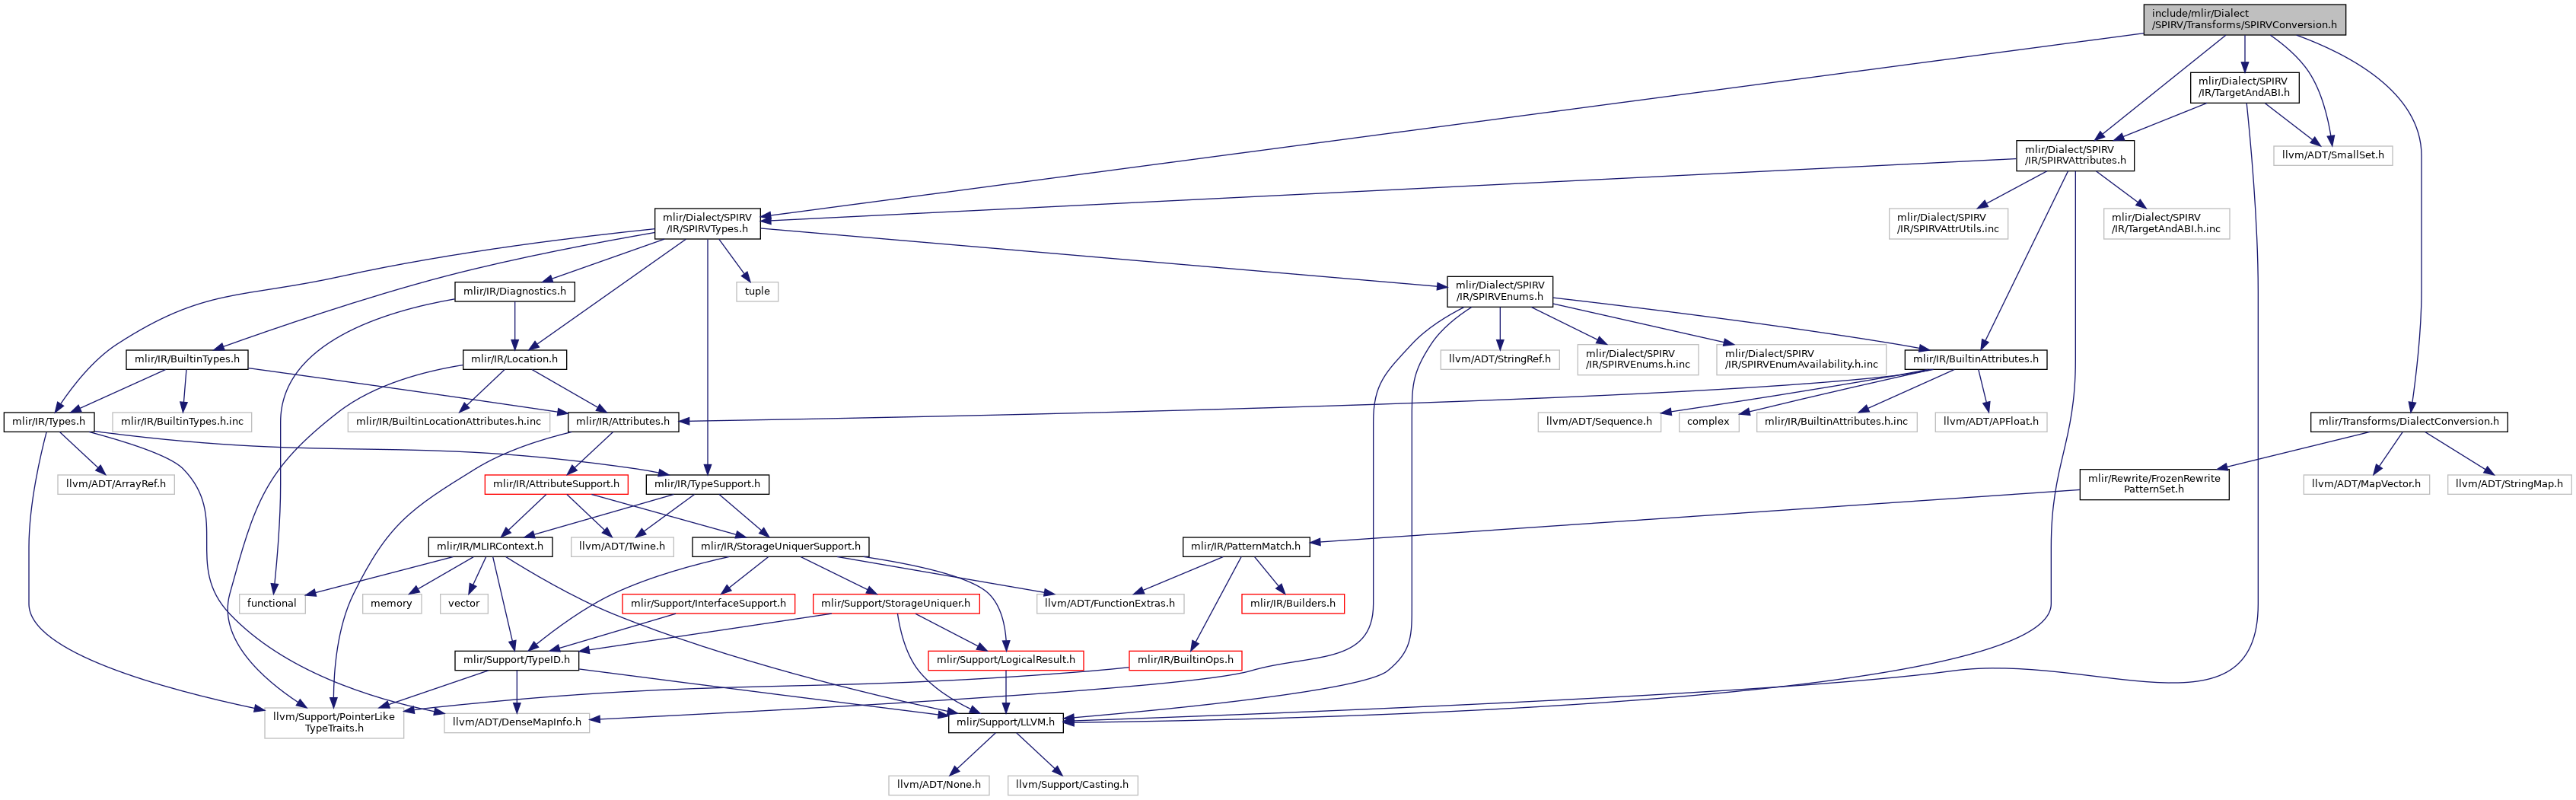 include/mlir/Dialect
/SPIRV/Transforms/SPIRVConversion.h
mlir/Dialect/SPIRV
/IR/TargetAndABI.h
mlir/Dialect/SPIRV
/IR/SPIRVAttributes.h
llvm/ADT/SmallSet.h
mlir/Dialect/SPIRV
/IR/SPIRVTypes.h
mlir/Dialect/SPIRV
/IR/SPIRVAttrUtils.inc
mlir/Dialect/SPIRV
/IR/TargetAndABI.h.inc
mlir/IR/Diagnostics.h
tuple
mlir/Dialect/SPIRV
/IR/SPIRVEnums.h
mlir/IR/BuiltinTypes.h
mlir/IR/Location.h
llvm/ADT/StringRef.h
mlir/Dialect/SPIRV
/IR/SPIRVEnums.h.inc
mlir/Dialect/SPIRV
/IR/SPIRVEnumAvailability.h.inc
mlir/IR/BuiltinAttributes.h
mlir/IR/Types.h
mlir/IR/BuiltinTypes.h.inc
mlir/IR/BuiltinLocationAttributes.h.inc
mlir/IR/Attributes.h
llvm/ADT/Sequence.h
complex
mlir/IR/BuiltinAttributes.h.inc
llvm/ADT/APFloat.h
mlir/Transforms/DialectConversion.h
llvm/ADT/ArrayRef.h
mlir/IR/AttributeSupport.h
mlir/IR/TypeSupport.h
mlir/Rewrite/FrozenRewrite
PatternSet.h
llvm/ADT/MapVector.h
llvm/ADT/StringMap.h
mlir/IR/MLIRContext.h
llvm/ADT/Twine.h
mlir/IR/StorageUniquerSupport.h
mlir/IR/PatternMatch.h
functional
memory
vector
mlir/Support/InterfaceSupport.h
mlir/Support/StorageUniquer.h
llvm/ADT/FunctionExtras.h
mlir/IR/Builders.h
mlir/Support/TypeID.h
mlir/Support/LogicalResult.h
mlir/IR/BuiltinOps.h
llvm/Support/PointerLike
TypeTraits.h
llvm/ADT/DenseMapInfo.h
mlir/Support/LLVM.h
llvm/ADT/None.h
llvm/Support/Casting.h